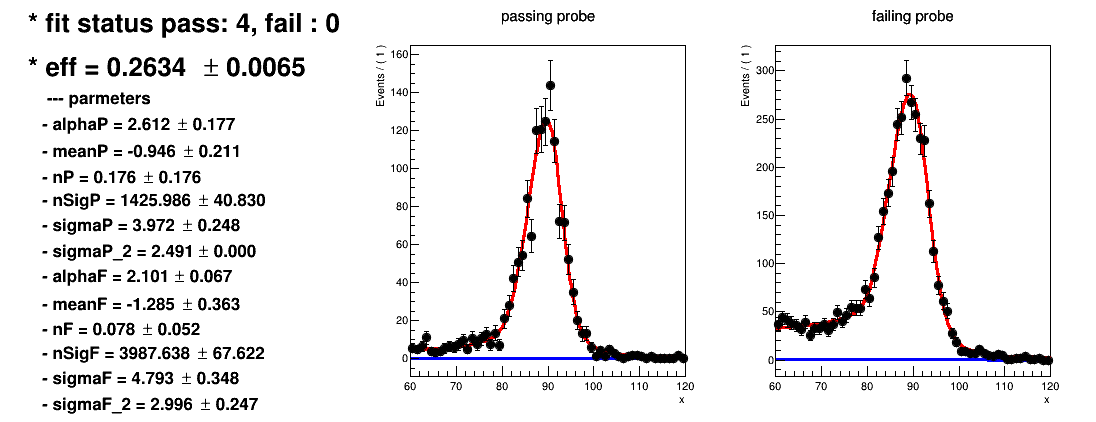 * fit status pass: 4, fail : 0
* eff = 0.2634 ± 0.0065
--- parmeters
- alphaP = 2.612 ± 0.177
- meanP = -0.946 ± 0.211
- nP = 0.176 ± 0.176
- nSigP = 1425.986 ± 40.830
- sigmaP = 3.972 ± 0.248
- sigmaP_2 = 2.491 ± 0.000
- alphaF = 2.101 ± 0.067
- meanF = -1.285 ± 0.363
- nF = 0.078 ± 0.052
- nSigF = 3987.638 ± 67.622
- sigmaF = 4.793 ± 0.348
- sigmaF_2 = 2.996 ± 0.247
passing probe
Events / ( 1 )
160
140
120
100
80
60
40
20
0
60 70 80 90 100 110 120
x
failing probe
Events / ( 1 )
300
250
200
150
100
50
0
60 70 80 90 100 110 120
x